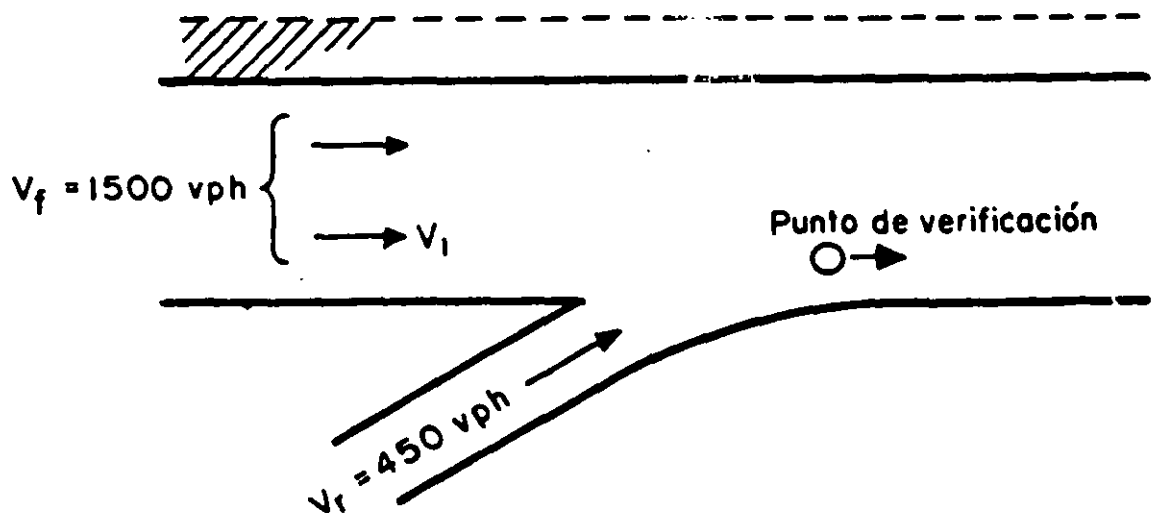 V_f = 1500 vph
V_1
Punto de verificación
V_r = 450 vph